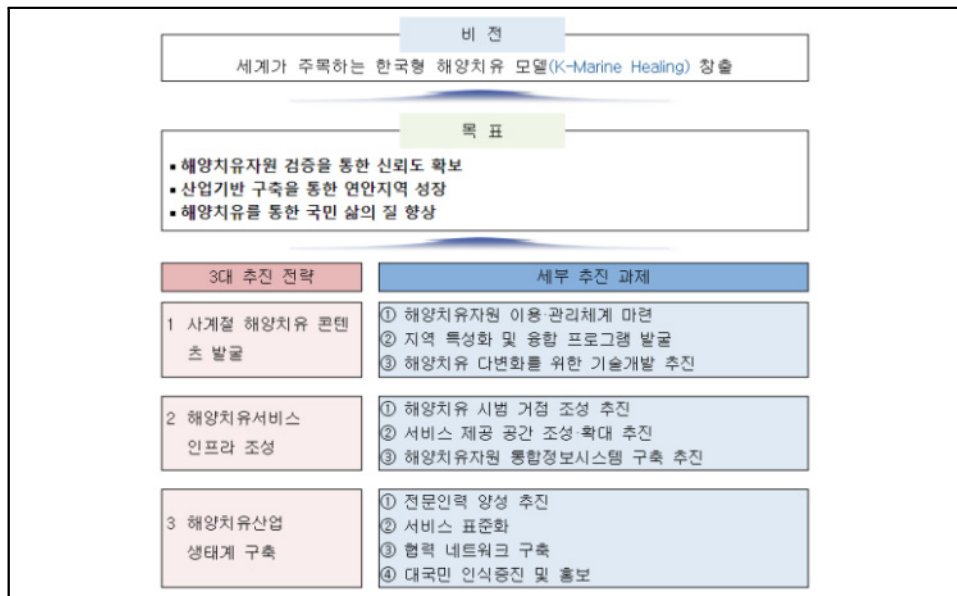 비 전
세계가 주목하는 한국형 해양치유 모델(K-Marine Healing) 창출
목 표
▪ 해양치유자원 검증을 통한 신뢰도 확보
▪ 산업기반 구축을 통한 연안지역 성장
▪ 해양치유를 통한 국민 삶의 질 향상
3대 추진 전략
세부 추진 과제
1 사계절 해양치유 콘텐
츠 발굴
① 해양치유자원 이용·관리체계 마련
② 지역 특성화 및 융합 프로그램 발굴
③ 해양치유 다변화를 위한 기술개발 추진
2 해양치유서비스
인프라 조성
① 해양치유 시범 거점 조성 추진
② 서비스 제공 공간 조성·확대 추진
③ 해양치유자원 통합정보시스템 구축 추진
3 해양치유산업
생태계 구축
① 전문인력 양성 추진
② 서비스 표준화
③ 협력 네트워크 구축
④ 대국민 인식증진 및 홍보